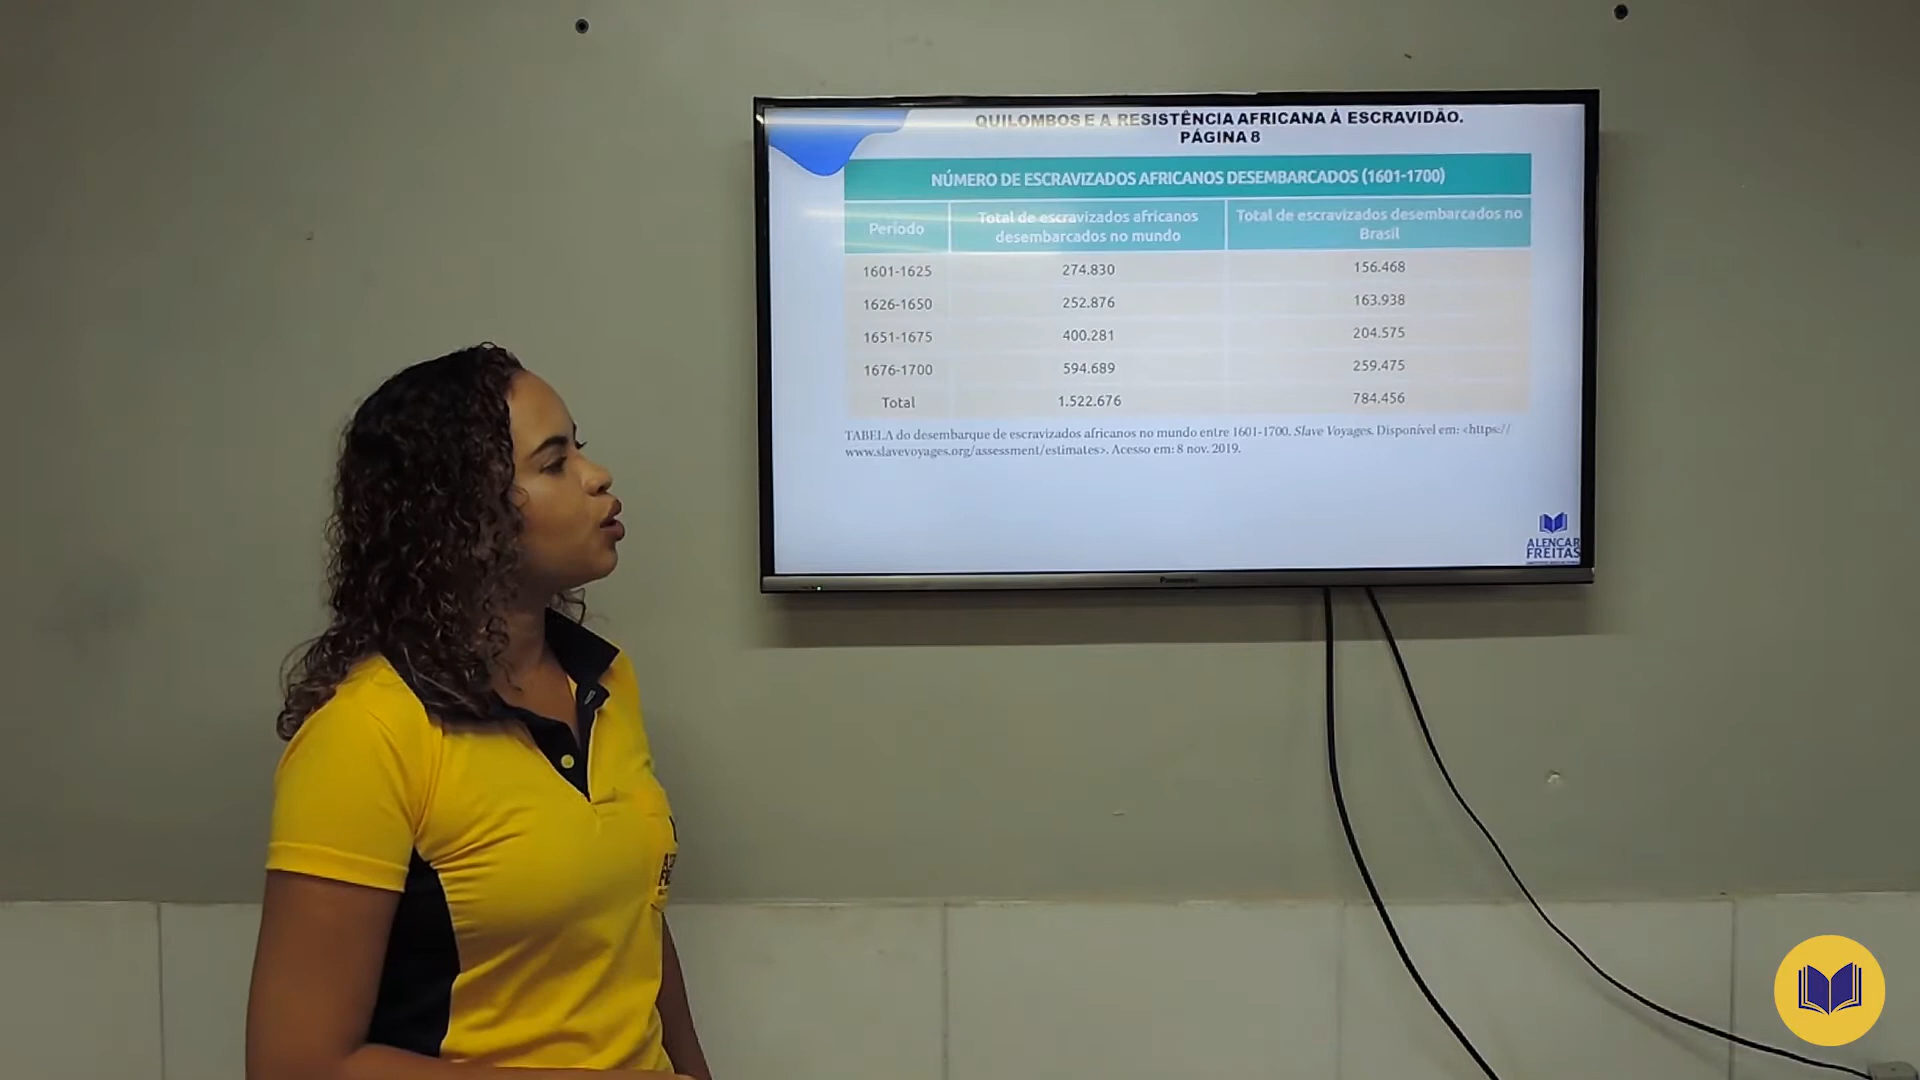 QUILOMBOS E A RESISTÊNCIA AFRICANA À ESCRAVIDÃO.
PÁGINA 8
NÚMERO DE ESCRAVIZADOS AFRICANOS DESEMBARCADOS (1601-1700)
Período
Total de escravizados africanos
desembarcados no mundo
Total de escravizados desembarcados no
Brasil
1601-1625 274.830 156.468
1626-1650 252.876 163.938
1651-1675 400.281 204.575
1676-1700 594.689 259.475
Total 1.522.676 784.456
TABELA do desembarque de escravizados africanos no mundo entre 1601-1700. Slave Voyages. Disponível em: <https://
www.slavevoyages.org/assessment/estimates>. Acesso em: 8 nov. 2019.
ALENCAR
FREITAS
Panasonic